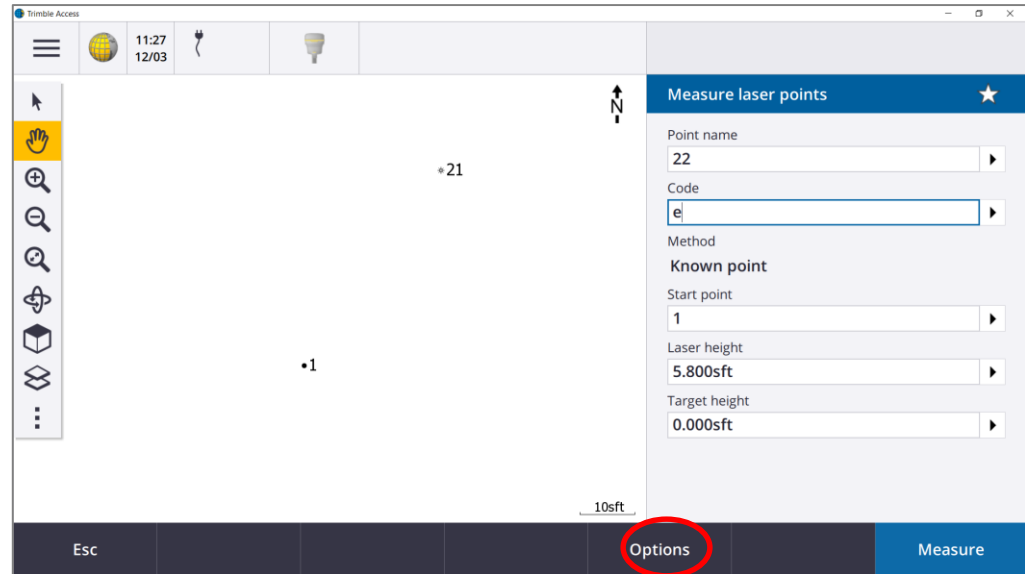 Trimble Access
11:27
12/03
N
21
1
10sft
Measure laser points
Point name
22
Code
e
Method
Known point
Start point
1
Laser height
5.800sft
Target height
0.000sft
Esc
Options
Measure